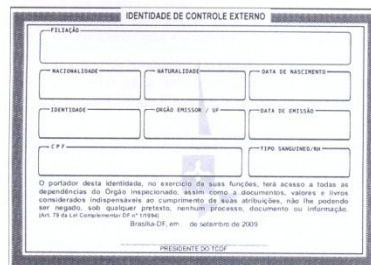 IDENTIDADE DE CONTROLE EXTERNO
FILIAÇÃO
NACIONALIDADE NATURALIDADE DATA DE NASCIMENTO
IDENTIDADE ORGÃO EMISSOR / UF DATA DE EMISSÃO
CPF TIPO SANGUINEO/RH
O portador desta identidade, no exercício de suas funções, terá acesso a todas as
dependências do Órgão inspecionado, assim como a documentos, valores e livros
considerados indispensáveis ao cumprimento de suas atribuições, não lhe podendo
ser negado, sob qualquer pretexto, nenhum processo, documento ou informação.
(Art. 79 da Lei Complementar DF nº 1/1994)
Brasília-DF, em de setembro de 2009
PRESIDENTE DO TCDF